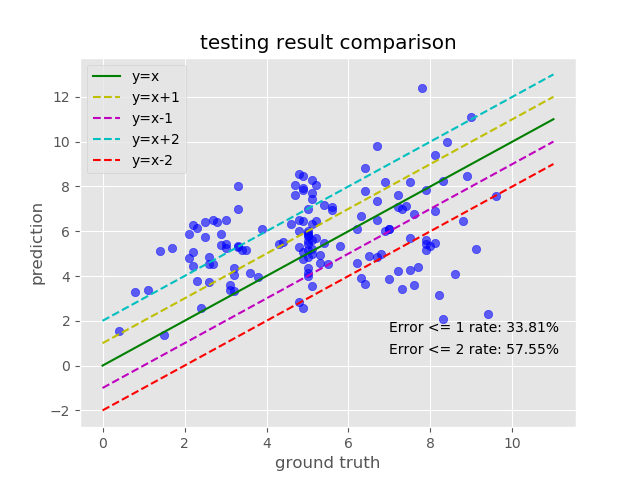 testing result comparison
y=x
y=x+1
y=x-1
y=x+2
y=x-2
12
10
8
6
4
2
0
−2
prediction
Error <= 1 rate: 33.81%
Error <= 2 rate: 57.55%
0 2 4 6 8 10
ground truth